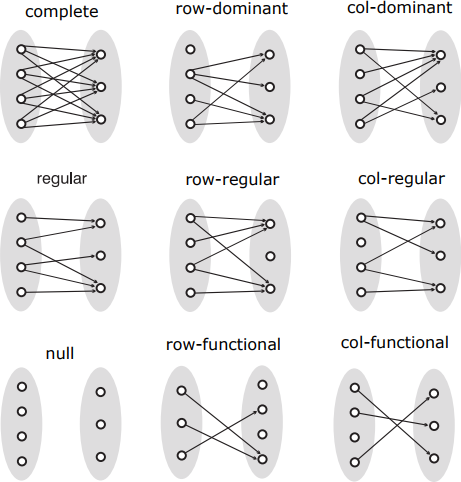 complete
row-dominant
col-dominant
regular
row-regular
col-regular
null
row-functional
col-functional